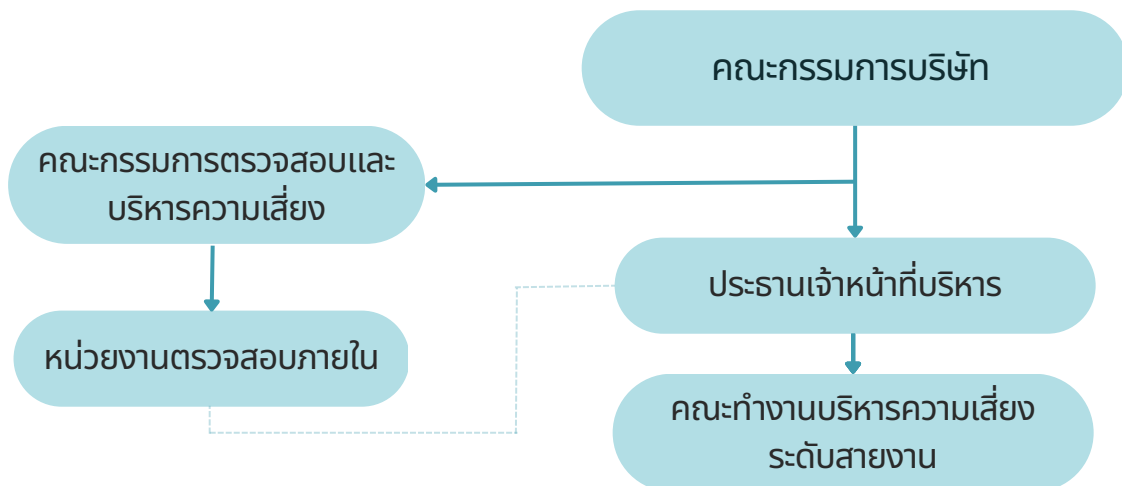 คณะกรรมการบริษัท
คณะกรรมการตรวจสอบและ
บริหารความเสี่ยง
ประธานเจ้าหน้าที่บริหาร
หน่วยงานตรวจสอบภายใน
คณะทำงานบริหารความเสี่ยง
ระดับสายงาน